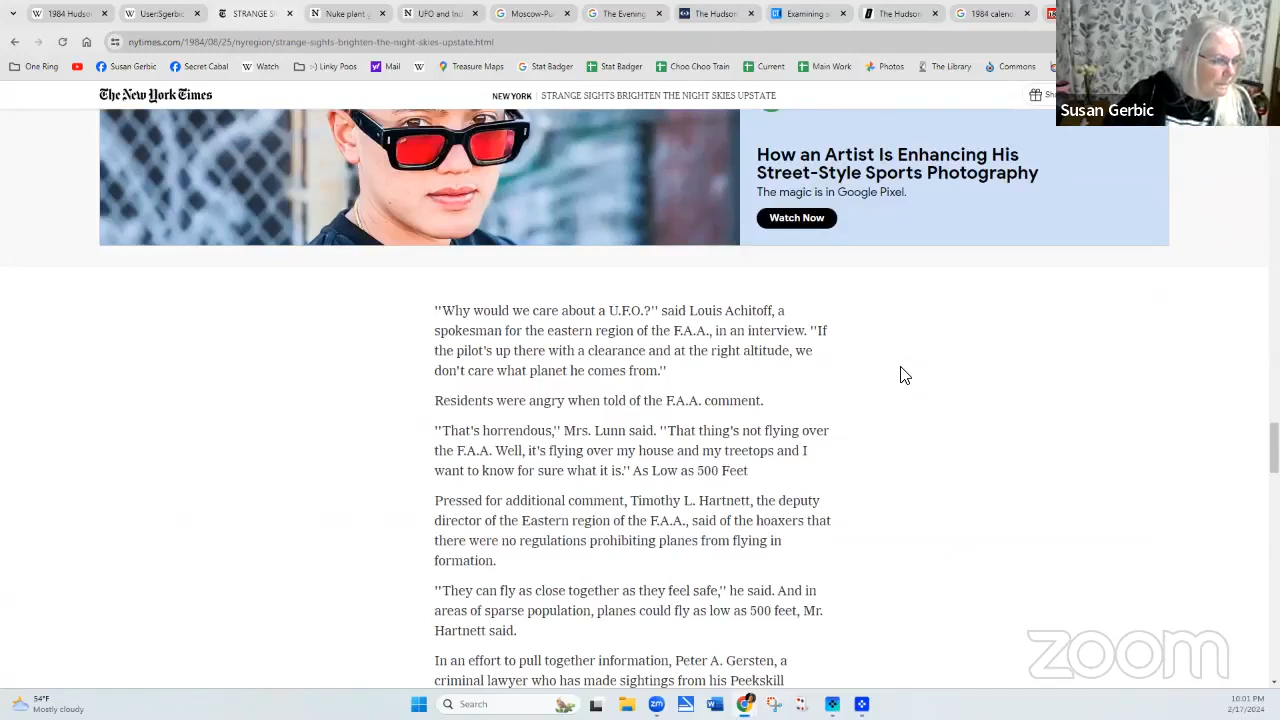 1984 Hudso
UserSgerbic
STRANGE SI
Nuke plant g
UFO and Ind
Moscow-Pu
The Evening
The Hudson
Examining s
The Hudson
1984 calend
nytimes.com/1984/08/25/nyregion/strange-sights-brighten-the-night-skies-upstate.html
One Ring
Susan Gerbic
Secret Cabal
Watch
:-) Linky Poos
Mail
Treasure Maps
Stat Badger
Stat Badger
Choo Choo Train
Current
Main Work
Photos
The Library
Commons
The New York Times
NEW YORK | STRANGE SIGHTS BRIGHTEN THE NIGHT SKIES UPSTATE
Susan Gerbic
How an Artist Is Enhancing His
Street-Style Sports Photography
The magic is in Google Pixel.
Watch Now
''Why would we care about a U.F.O.?'' said Louis Achitoff, a
spokesman for the eastern region of the F.A.A., in an interview. ''If
the pilot's up there with a clearance and at the right altitude, we
don't care what planet he comes from.''
Residents were angry when told of the F.A.A. comment.
''That's horrendous,'' Mrs. Lunn said. ''That thing's not flying over
the F.A.A. Well, it's flying over my house and my treetops and I
want to know for sure what it is.'' As Low as 500 Feet
Pressed for additional comment, Timothy L. Hartnett, the deputy
director of the Eastern region of the F.A.A., said of the hoaxers that
there were no regulations prohibiting planes from flying in
formation.
''They can fly as close together as they feel safe,'' he said. And in
areas of sparse population, planes could fly as low as 500 feet, Mr.
Hartnett said.
In an effort to pull together information, Peter A. Gersten, a
criminal lawyer who has made sightings from his Peekskill
zoom
54°F
Mostly cloudy
Search
10:01 PM
2/17/2024